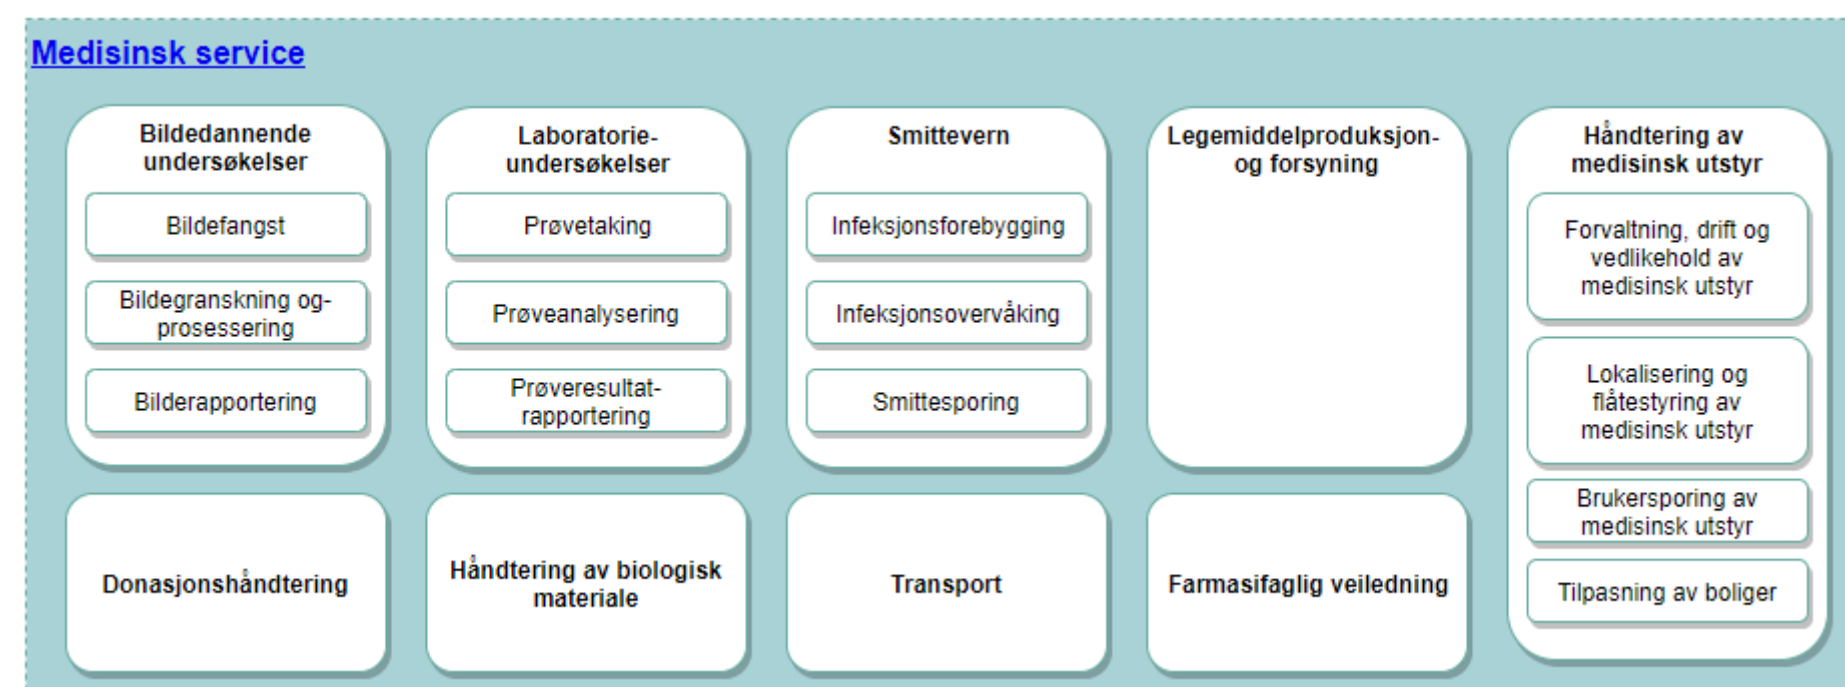 Medisinsk service
Bildedannende
undersøkelser
Bildefangst
Bildegranskning og-
prosessering
Bilderapportering
Laboratorie-
undersøkelser
Prøvetaking
Prøveanalysering
Prøveresultat-
rapportering
Smittevern
Infeksjonsforebygging
Infeksjonsovervåking
Smittesporing
Legemiddelproduksjon-
og forsyning
Håndtering av
medisinsk utstyr
Forvaltning, drift og
vedlikehold av
medisinsk utstyr
Lokalisering og
flåtestyring av
medisinsk utstyr
Brukersporing av
medisinsk utstyr
Tilpasning av boliger
Donasjonshåndtering
Håndtering av biologisk
materiale
Transport
Farmasifaglig veiledning